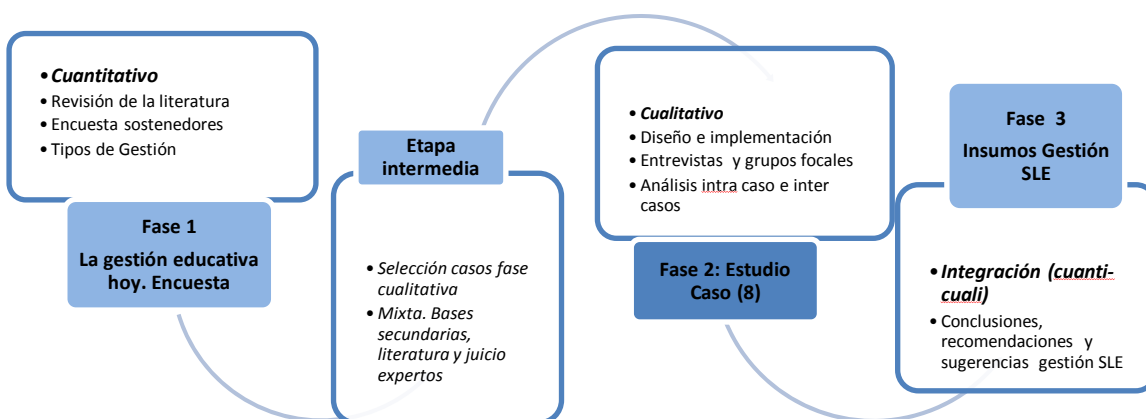 • Cuantitativo
• Revisión de la literatura
• Encuesta sostenedores
• Tipos de Gestión
Fase 1
La gestión educativa
hoy. Encuesta
Etapa
intermedia
• Selección casos fase
cualitativa
• Mixta. Bases
secundarias,
literatura y juicio
expertos
• Cualitativo
• Diseño e implementación
• Entrevistas y grupos focales
• Análisis intra caso e inter
casos
Fase 2: Estudio
Caso (8)
Fase 3
Insumos Gestión
SLE
• Integración (cuanti-
cuali)
• Conclusiones,
recomendaciones y
sugerencias gestión SLE